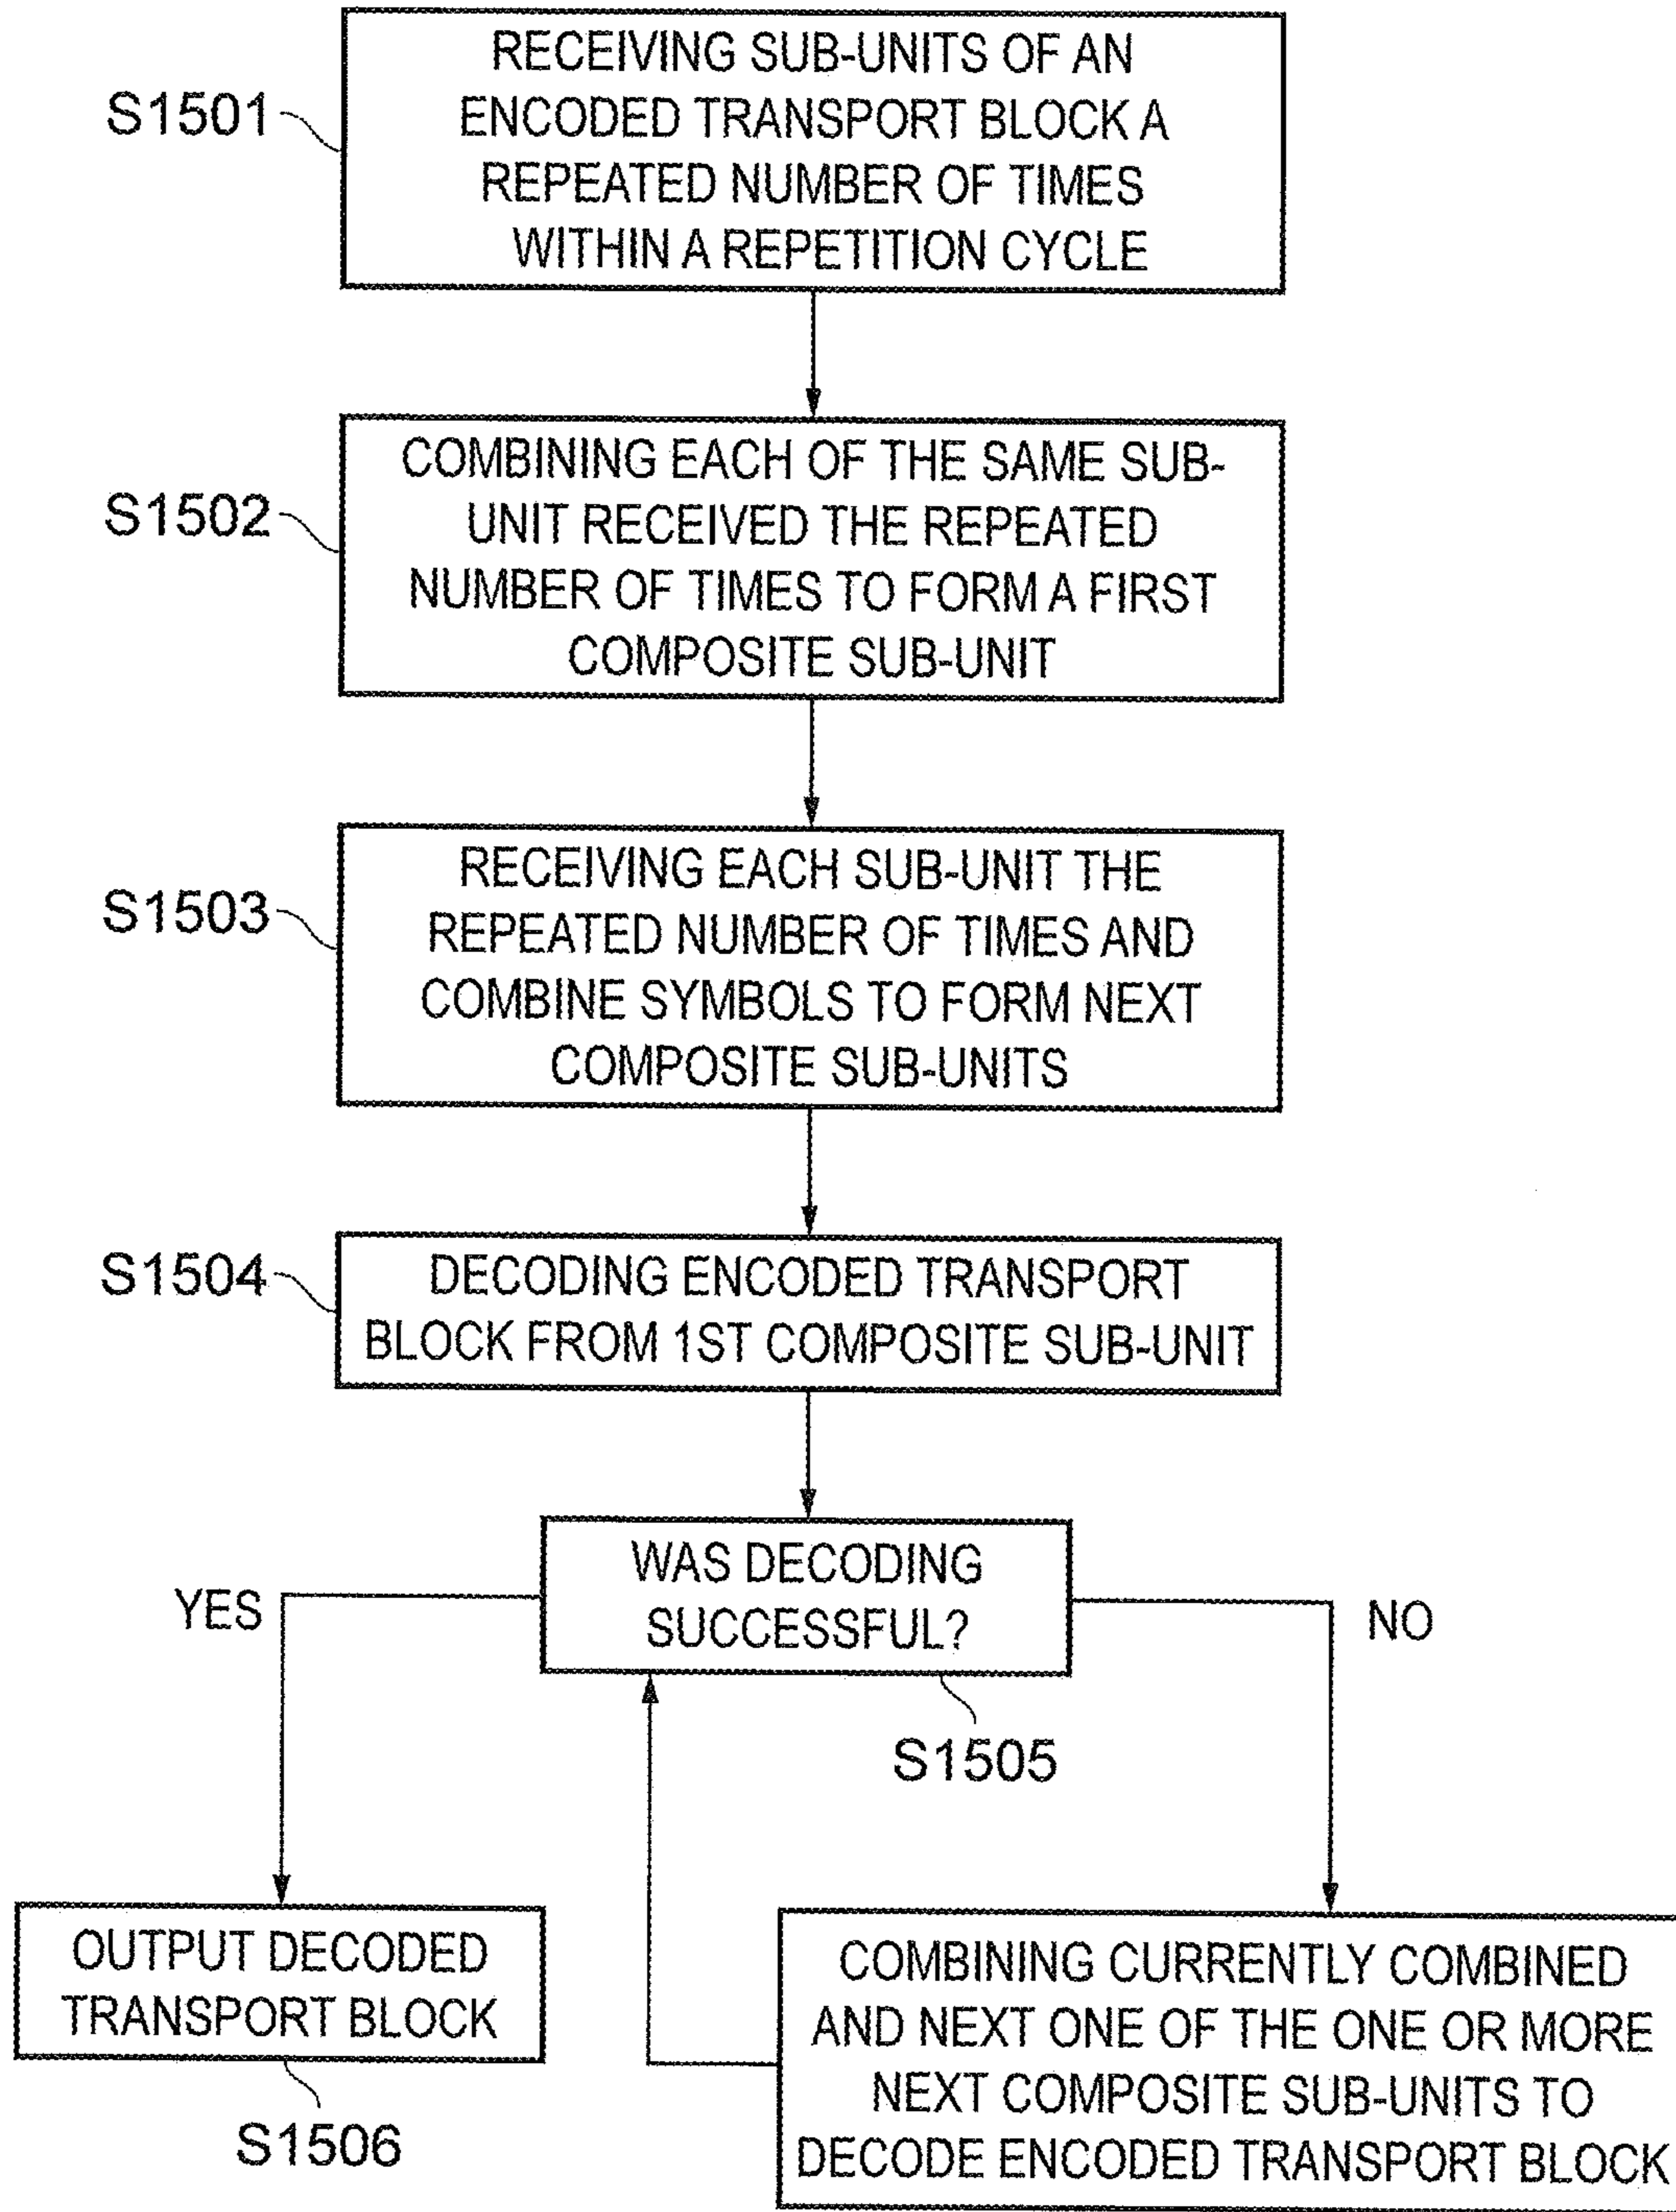 RECEIVING SUB-UNITS OF AN
ENCODED TRANSPORT BLOCK A
REPEATED NUMBER OF TIMES
WITHIN A REPETITION CYCLE
S1501
COMBINING EACH OF THE SAME SUB-
UNIT RECEIVED THE REPEATED
NUMBER OF TIMES TO FORM A FIRST
COMPOSITE SUB-UNIT
S1502
RECEIVING EACH SUB-UNIT THE
REPEATED NUMBER OF TIMES AND
COMBINE SYMBOLS TO FORM NEXT
COMPOSITE SUB-UNITS
S1503
DECODING ENCODED TRANSPORT
BLOCK FROM 1ST COMPOSITE SUB-UNIT
S1504
WAS DECODING
SUCCESSFUL?
YES
NO
S1505
OUTPUT DECODED
TRANSPORT BLOCK
S1506
COMBINING CURRENTLY COMBINED
AND NEXT ONE OF THE ONE OR MORE
NEXT COMPOSITE SUB-UNITS TO
DECODE ENCODED TRANSPORT BLOCK